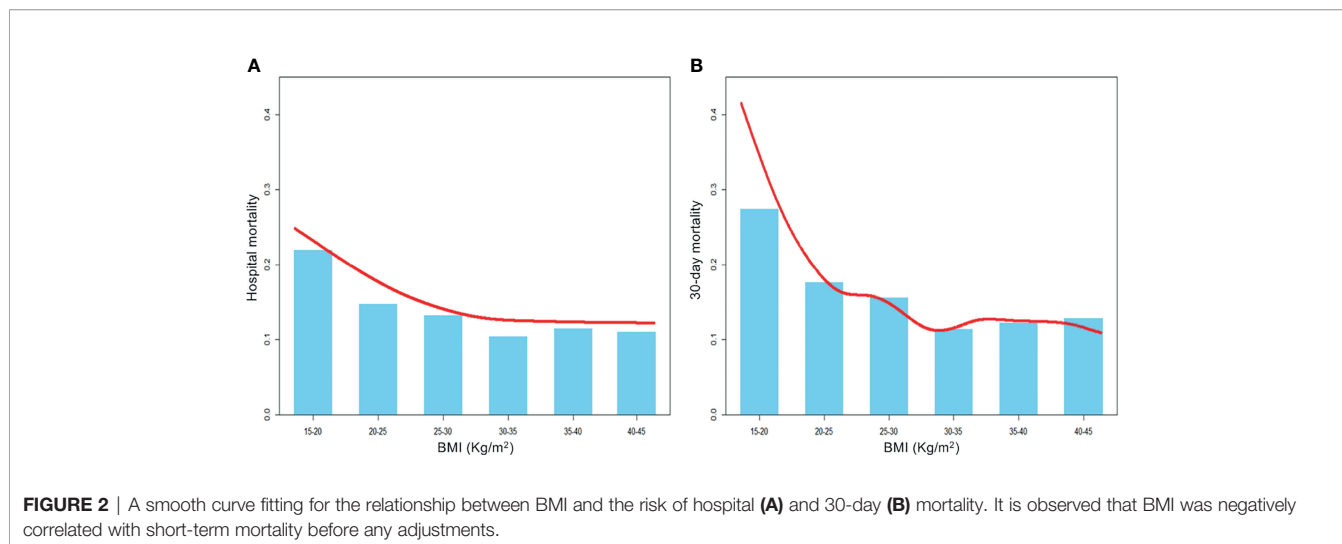 A
Hospital mortality
0.4
0.3
0.2
0.1
0.0
15-20 20-25 25-30 30-35 35-40 40-45
BMI (Kg/m²)
B
30-day mortality
0.4
0.3
0.2
0.1
0.0
15-20 20-25 25-30 30-35 35-40 40-45
BMI (Kg/m²)
FIGURE 2 | A smooth curve fitting for the relationship between BMI and the risk of hospital (A) and 30-day (B) mortality. It is observed that BMI was negatively
correlated with short-term mortality before any adjustments.